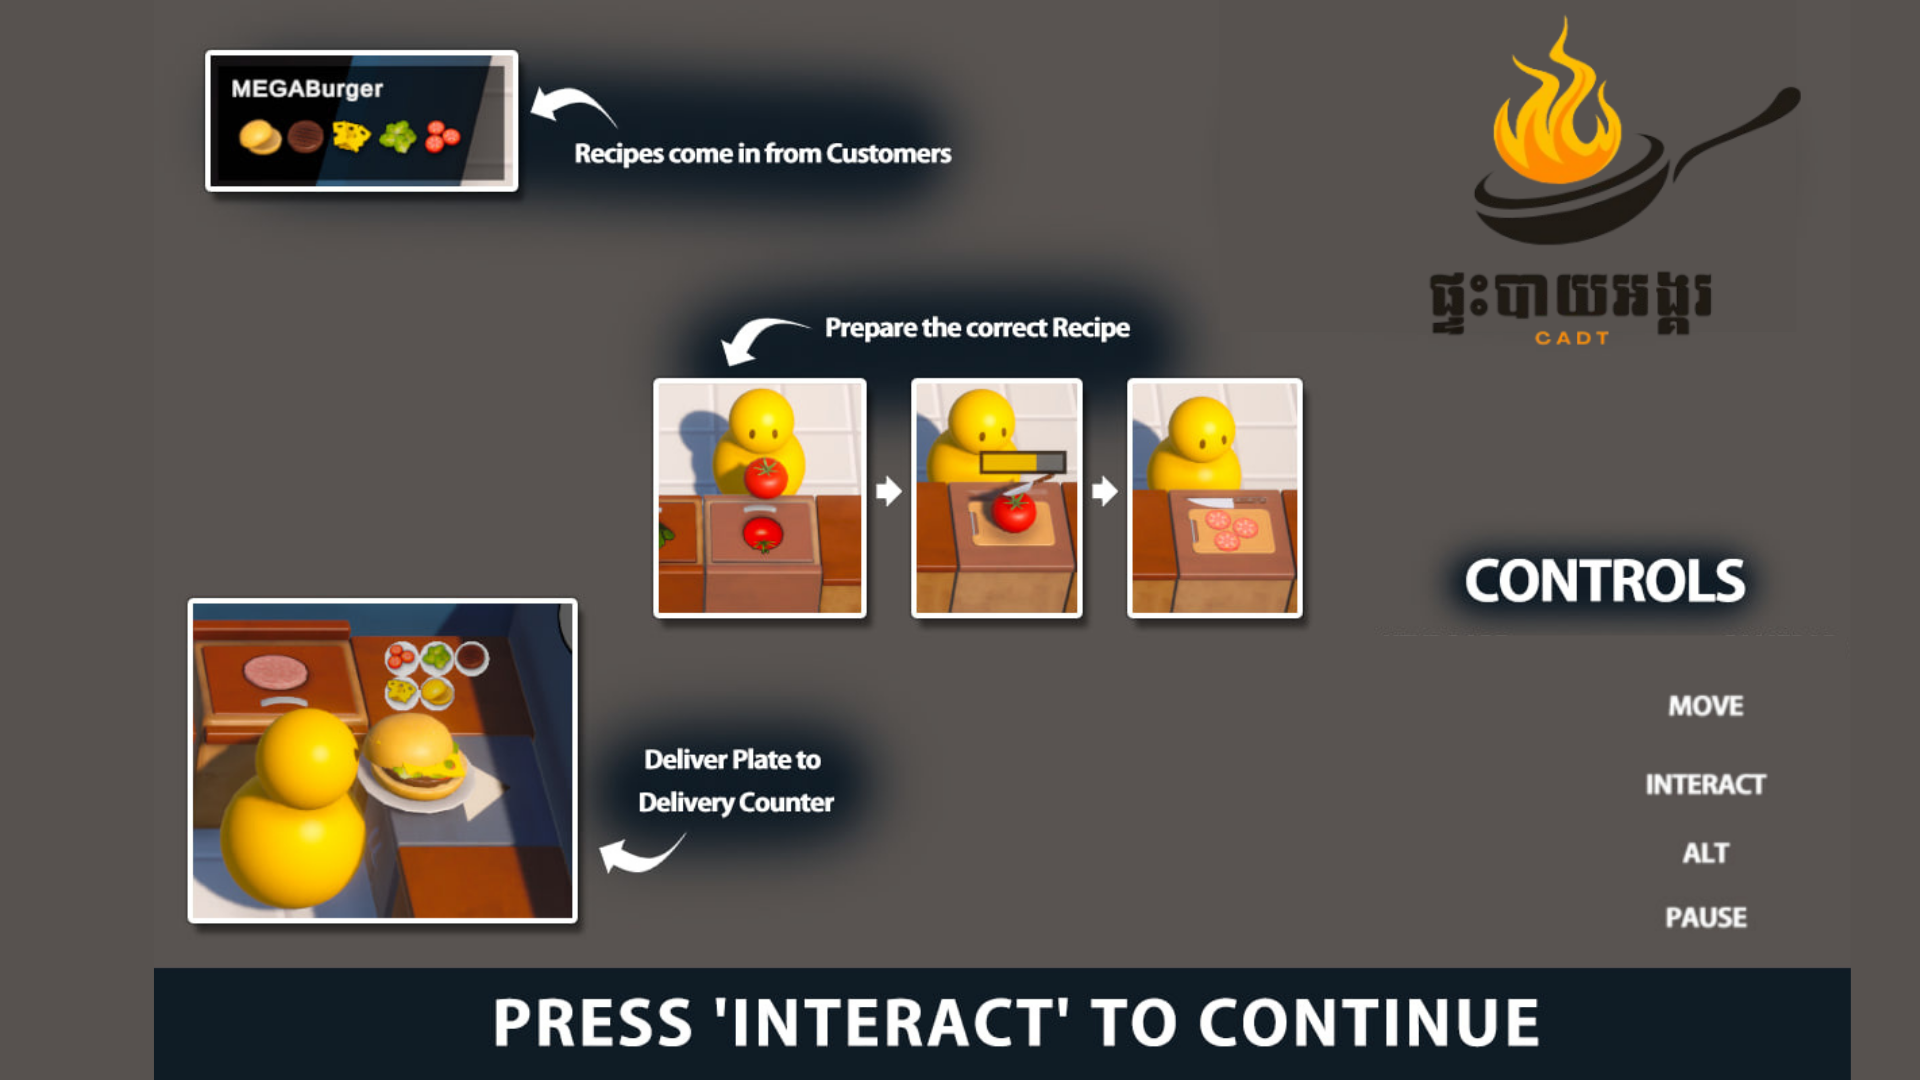 MEGABurger
Recipes come in from Customers
ផ្ទះបាយអង្គរ
CADT
Prepare the correct Recipe
CONTROLS
MOVE
Deliver Plate to
Delivery Counter
INTERACT
ALT
PAUSE
PRESS 'INTERACT' TO CONTINUE